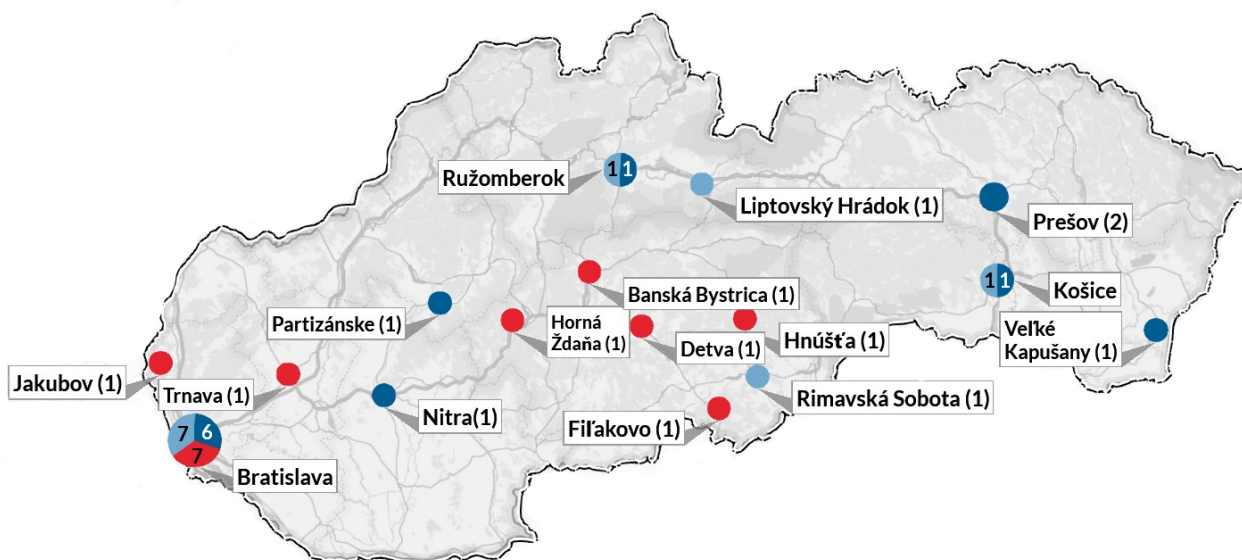 Ružomberok
1 1
Liptovský Hrádok (1)
Prešov (2)
Banská Bystrica (1)
1 1
Košice
Partizánske (1)
Horná
Ždaňa (1)
Detva (1)
Hnúšťa (1)
Veľké
Kapušany (1)
Jakubov (1)
Trnava (1)
Nitra(1)
Rimavská Sobota (1)
Fiľakovo (1)
7 6
7
Bratislava